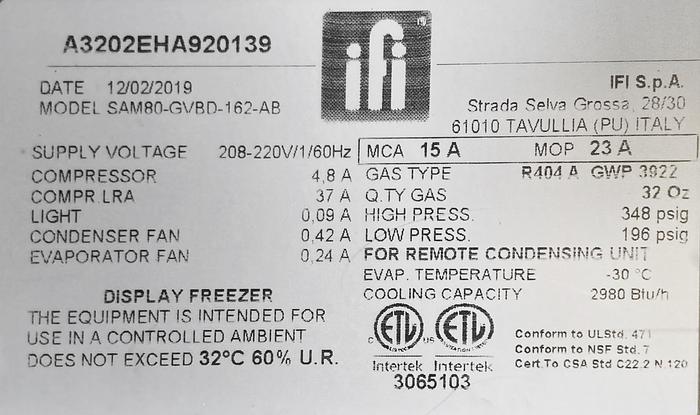 A3202EHA920139
ifi ®
DATE 12/02/2019
MODEL SAM80-GVBD-162-AB
IFI S.p.A.
Strada Selva Grossa, 28/30
61010 TAVULLIA (PU) ITALY
SUPPLY VOLTAGE 208-220V/1/60Hz MCA 15 A MOP 23 A
COMPRESSOR 4,8 A GAS TYPE R404A GWP 3922
COMPR.LRA 37 A Q.TY GAS 32 Oz
LIGHT 0,09 A HIGH PRESS. 348 psig
CONDENSER FAN 0,42 A LOW PRESS. 196 psig
EVAPORATOR FAN 0,24 A FOR REMOTE CONDENSING UNIT
EVAP. TEMPERATURE -30 °C
COOLING CAPACITY 2980 Btu/h
DISPLAY FREEZER
THE EQUIPMENT IS INTENDED FOR
USE IN A CONTROLLED AMBIENT
DOES NOT EXCEED 32°C 60% U.R.
C ETL US ETL
Intertek Intertek
3065103
Conform to ULStd. 471
Conform to NSF Std. 7
Cert.To CSA Std C22.2 N.120